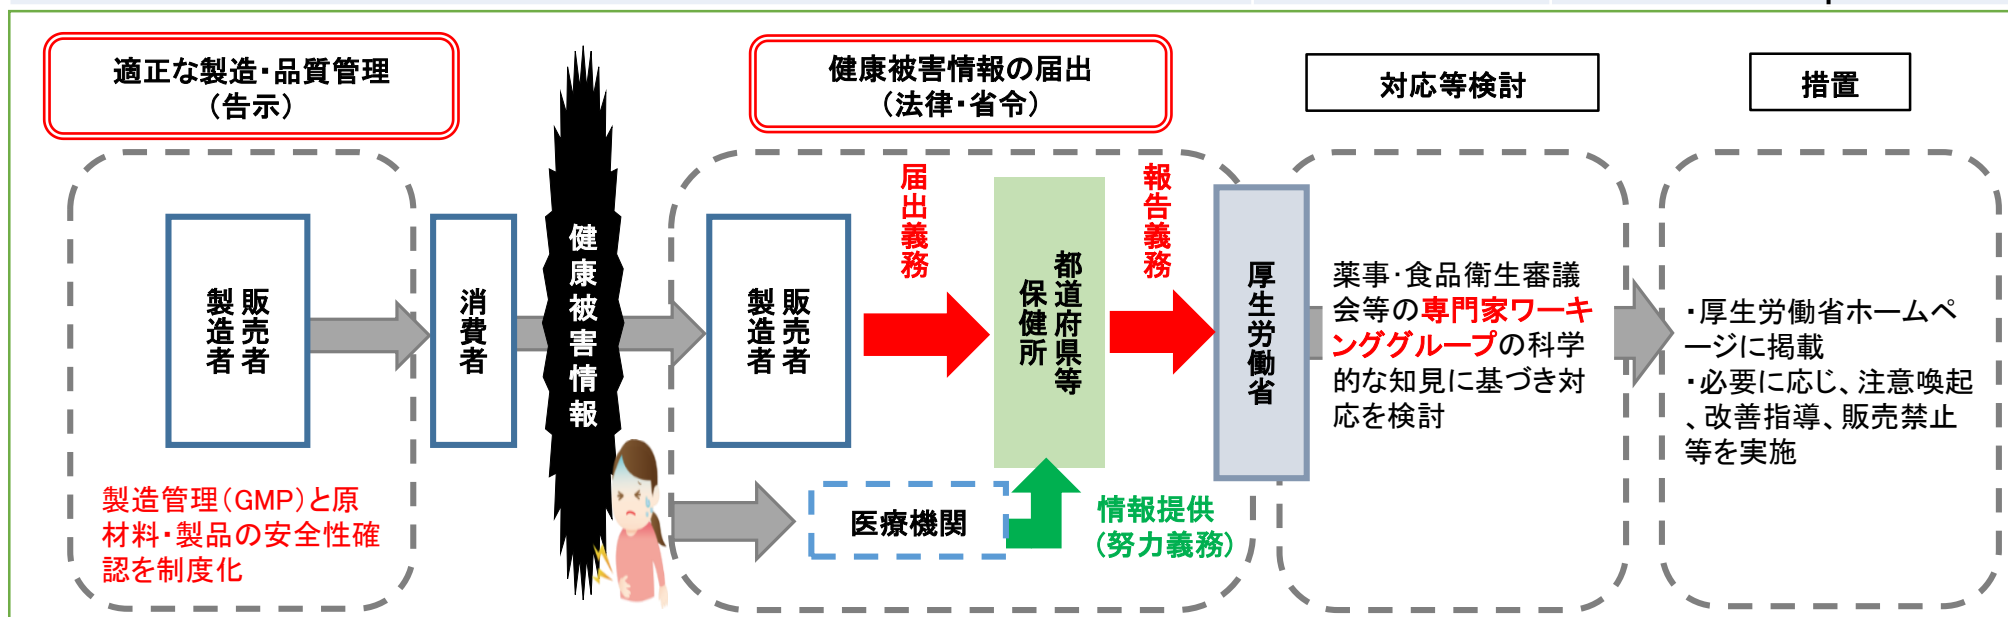 適正な製造・品質管理
（告示）
販売者
製造者
製造管理（GMP）と原
材料・製品の安全性確
認を制度化
消費者
健康被害情報
健康被害情報の届出
（法律・省令）
販売者
製造者
届出義務
都道府県等
保健所
報告義務
医療機関
情報提供
（努力義務）
厚生労働省
対応等検討
薬事・食品衛生審議
会等の専門家ワーキ
ンググループの科学
的な知見に基づき対
応を検討
措置
・厚生労働省ホームペ
ージに掲載
・必要に応じ、注意喚起
、改善指導、販売禁止
等を実施